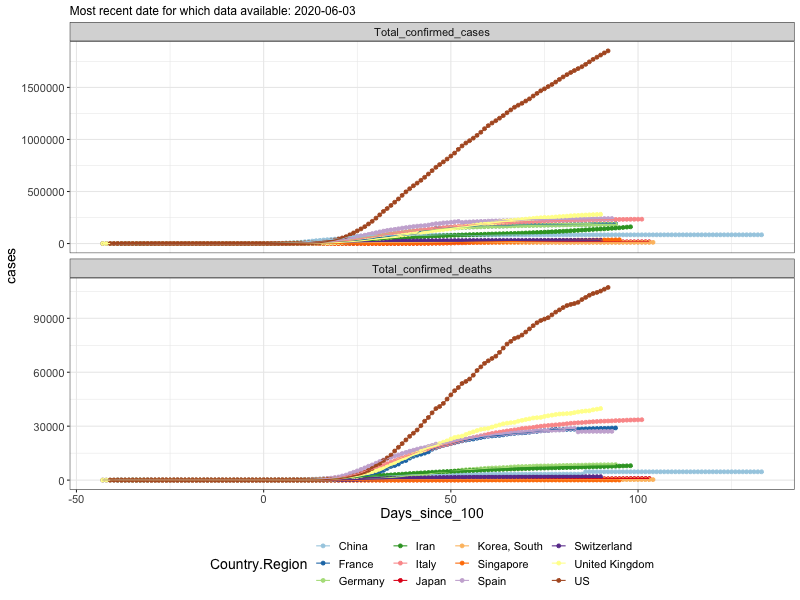 Most recent date for which data available: 2020-06-03
Total_confirmed_cases
1500000
1000000
500000
0
Total_confirmed_deaths
90000
60000
30000
0
cases
-50 0 50 100
Days_since_100
Country.Region
China Iran Korea, South Switzerland
France Italy Singapore United Kingdom
Germany Japan Spain US